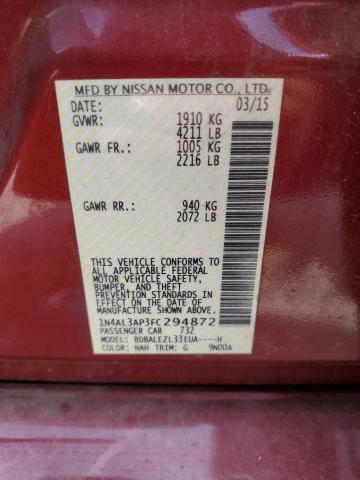 MFD BY NISSAN MOTOR CO., LTD.
DATE: 03/15
GVWR: 1910 KG
4211 LB
GAWR FR.: 1005 KG
2216 LB
GAWR RR.: 940 KG
2072 LB
THIS VEHICLE CONFORMS TO ALL
APPLICABLE FEDERAL
MOTOR VEHICLE SAFETY,
BUMPER, AND THEFT
PREVENTION STANDARDS
IN EFFECT ON THE DATE OF
MANUFACTURE SHOWN ABOVE.
1N4AL3AP3FC294872
PASSENGER CAR 732
MODEL: BDBALEZL33EUA----H
COLOR: NAH TRIM: G 9N00A